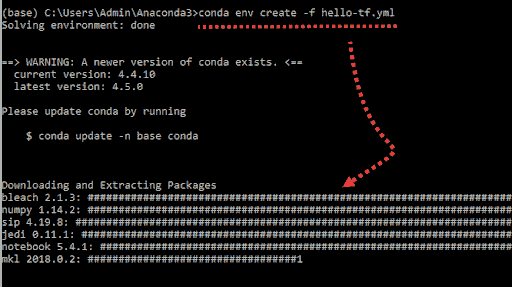 (base) C:\Users\Admin\Anaconda3>conda env create -f hello-tf.yml
Solving environment: done
==> WARNING: A newer version of conda exists. <==
current version: 4.4.10
latest version: 4.5.0
Please update conda by running
$ conda update -n base conda
Downloading and Extracting Packages
bleach 2.1.3: ######################################################################
numpy 1.14.2: ######################################################################
sip 4.19.8: ########################################################################
jedi 0.11.1: #######################################################################
notebook 5.4.1: ####################################################################
mkl 2018.0.2: ##################################1